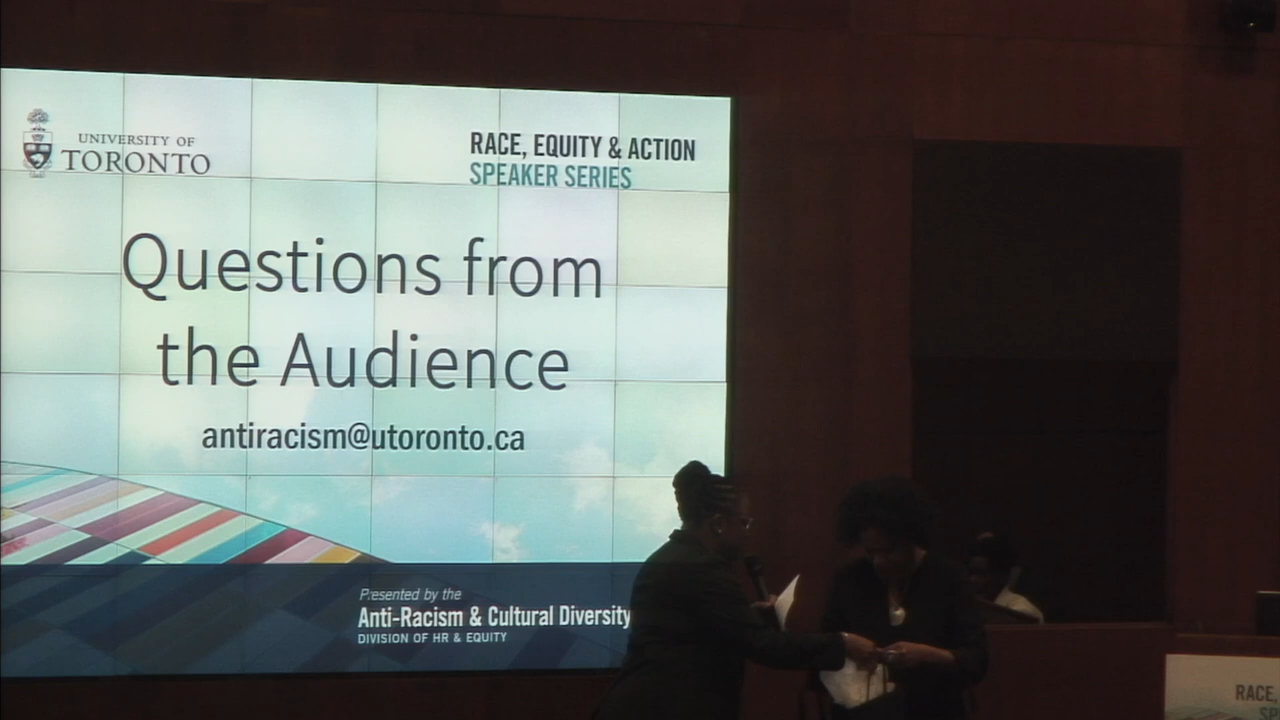 UNIVERSITY OF
TORONTO
RACE, EQUITY & ACTION
SPEAKER SERIES
Questions from
the Audience
antiracism@utoronto.ca
Presented by the
Anti-Racism & Cultural Diversity
DIVISION OF HR & EQUITY
RACE,